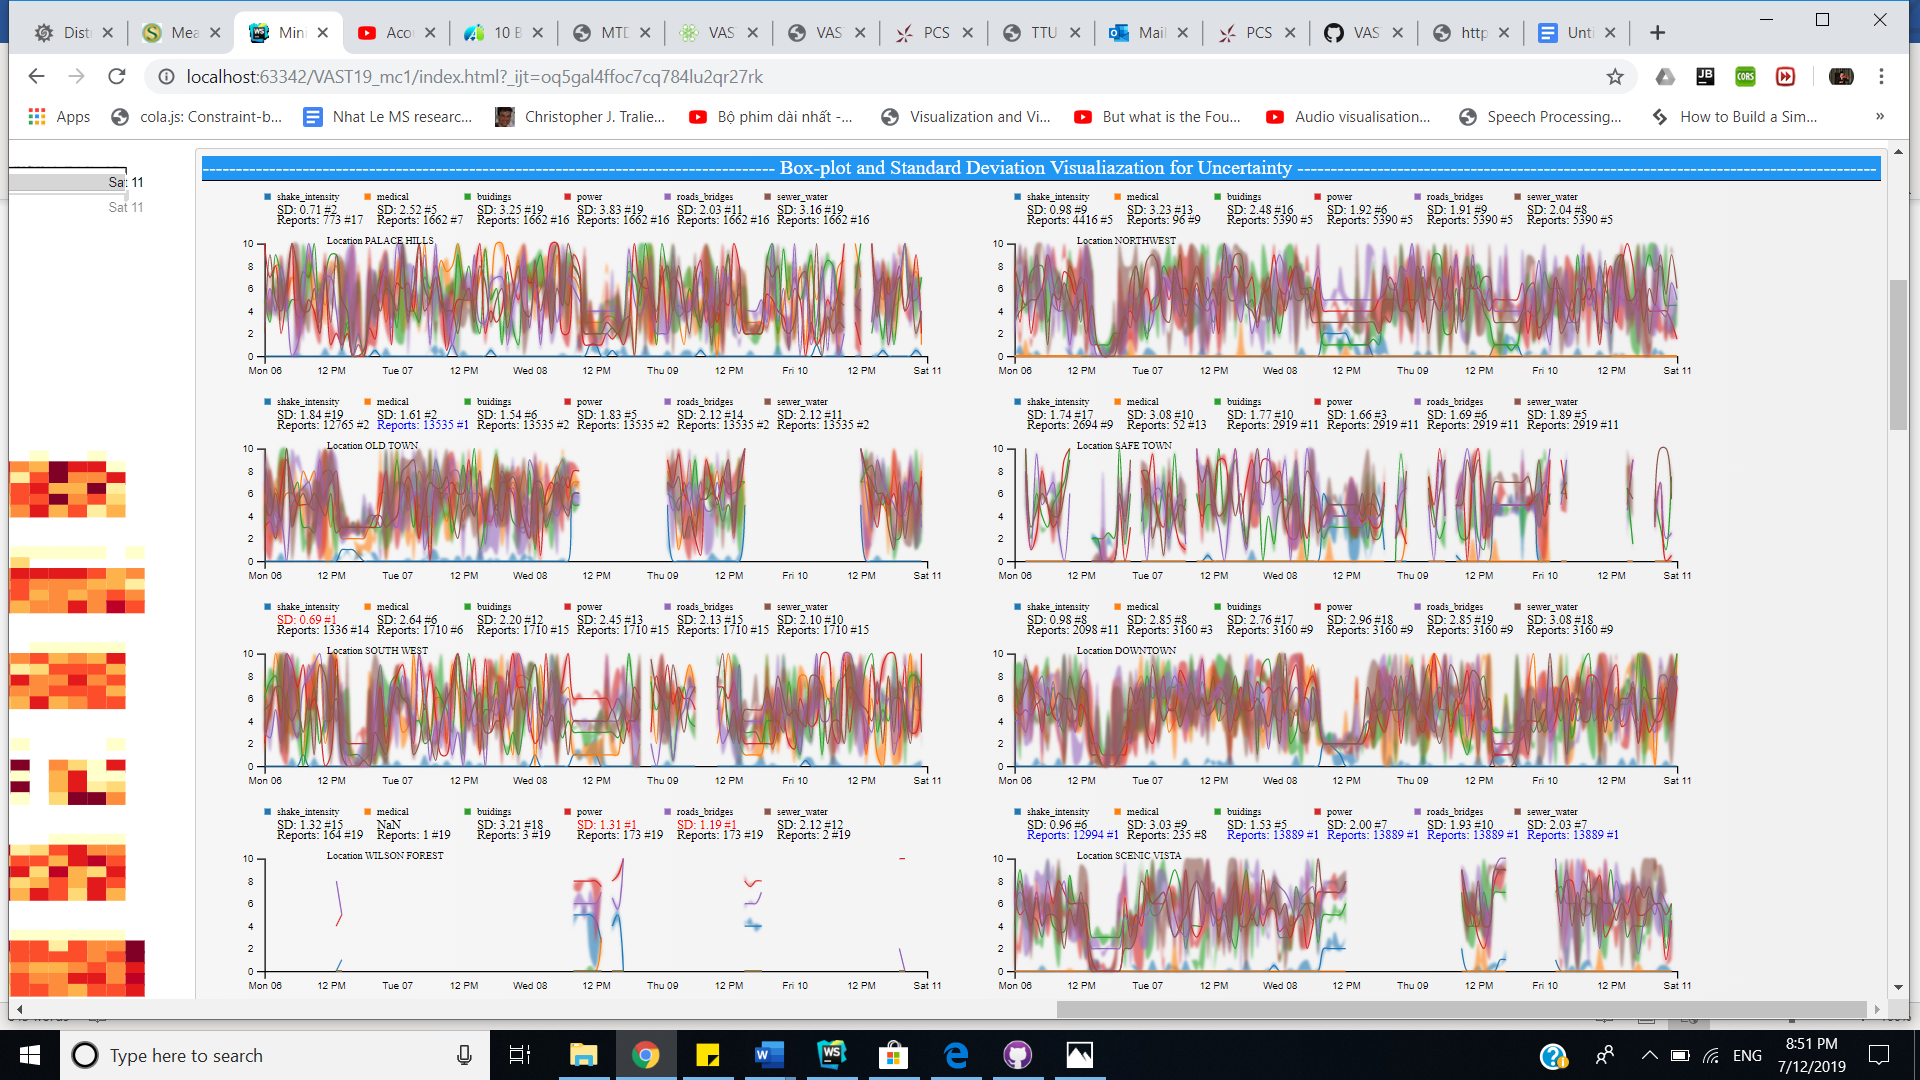 Dist
Mea
Mini
Aco
10 B
MTD
VAS
VAS
PCS
TTU
Mail
PCS
VAS
http
Unti
localhost:63342/VAST19_mc1/index.html?_ijt=oq5gal4ffoc7cq784lu2qr27rk
Apps
cola.js: Constraint-b...
Nhat Le MS researc...
Christopher J. Tralie...
Bộ phim dài nhất -...
Visualization and Vi...
But what is the Fou...
Audio visualisation...
Speech Processing...
How to Build a Sim...
»
Sat 11
Sat 11
Box-plot and Standard Deviation Visualiazation for Uncertainty
shake_intensity medical buidings power roads_bridges sewer_water
SD: 0.71 #2 SD: 2.52 #5 SD: 3.25 #19 SD: 3.83 #19 SD: 2.03 #11 SD: 3.16 #19
Reports: 773 #17 Reports: 1662 #7 Reports: 1662 #16 Reports: 1662 #16 Reports: 1662 #16 Reports: 1662 #16
Location PALACE HILLS
10
8
6
4
2
0
Mon 06 12 PM Tue 07 12 PM Wed 08 12 PM Thu 09 12 PM Fri 10 12 PM Sat 11
shake_intensity medical buidings power roads_bridges sewer_water
SD: 0.98 #9 SD: 3.23 #13 SD: 2.48 #16 SD: 1.92 #6 SD: 1.91 #9 SD: 2.04 #8
Reports: 4416 #5 Reports: 96 #9 Reports: 5390 #5 Reports: 5390 #5 Reports: 5390 #5 Reports: 5390 #5
Location NORTHWEST
10
8
6
4
2
0
Mon 06 12 PM Tue 07 12 PM Wed 08 12 PM Thu 09 12 PM Fri 10 12 PM Sat 11
shake_intensity medical buidings power roads_bridges sewer_water
SD: 1.84 #19 SD: 1.61 #2 SD: 1.54 #6 SD: 1.83 #5 SD: 2.12 #14 SD: 2.12 #11
Reports: 12765 #2 Reports: 13535 #1 Reports: 13535 #2 Reports: 13535 #2 Reports: 13535 #2 Reports: 13535 #2
Location OLD TOWN
10
8
6
4
2
0
Mon 06 12 PM Tue 07 12 PM Wed 08 12 PM Thu 09 12 PM Fri 10 12 PM Sat 11
shake_intensity medical buidings power roads_bridges sewer_water
SD: 1.74 #17 SD: 3.08 #10 SD: 1.77 #10 SD: 1.66 #3 SD: 1.69 #6 SD: 1.89 #5
Reports: 2694 #9 Reports: 52 #13 Reports: 2919 #11 Reports: 2919 #11 Reports: 2919 #11 Reports: 2919 #11
Location SAFE TOWN
10
8
6
4
2
0
Mon 06 12 PM Tue 07 12 PM Wed 08 12 PM Thu 09 12 PM Fri 10 12 PM Sat 11
shake_intensity medical buidings power roads_bridges sewer_water
SD: 0.69 #1 SD: 2.64 #6 SD: 2.20 #12 SD: 2.45 #13 SD: 2.13 #15 SD: 2.10 #10
Reports: 1336 #14 Reports: 1710 #6 Reports: 1710 #15 Reports: 1710 #15 Reports: 1710 #15 Reports: 1710 #15
Location SOUTH WEST
10
8
6
4
2
0
Mon 06 12 PM Tue 07 12 PM Wed 08 12 PM Thu 09 12 PM Fri 10 12 PM Sat 11
shake_intensity medical buidings power roads_bridges sewer_water
SD: 0.98 #8 SD: 2.85 #8 SD: 2.76 #17 SD: 2.96 #18 SD: 2.85 #19 SD: 3.08 #18
Reports: 2098 #11 Reports: 3160 #3 Reports: 3160 #9 Reports: 3160 #9 Reports: 3160 #9 Reports: 3160 #9
Location DOWNTOWN
10
8
6
4
2
0
Mon 06 12 PM Tue 07 12 PM Wed 08 12 PM Thu 09 12 PM Fri 10 12 PM Sat 11
shake_intensity medical buidings power roads_bridges sewer_water
SD: 1.32 #15 NaN SD: 3.21 #18 SD: 1.31 #1 SD: 1.19 #1 SD: 2.12 #12
Reports: 164 #19 Reports: 1 #19 Reports: 3 #19 Reports: 173 #19 Reports: 173 #19 Reports: 2 #19
Location WILSON FOREST
10
8
6
4
2
0
Mon 06 12 PM Tue 07 12 PM Wed 08 12 PM Thu 09 12 PM Fri 10 12 PM Sat 11
shake_intensity medical buidings power roads_bridges sewer_water
SD: 0.96 #6 SD: 3.03 #9 SD: 1.53 #5 SD: 2.00 #7 SD: 1.93 #10 SD: 2.03 #7
Reports: 12994 #1 Reports: 235 #8 Reports: 13889 #1 Reports: 13889 #1 Reports: 13889 #1 Reports: 13889 #1
Location SCENIC VISTA
10
8
6
4
2
0
Mon 06 12 PM Tue 07 12 PM Wed 08 12 PM Thu 09 12 PM Fri 10 12 PM Sat 11
Type here to search
ENG
8:51 PM
7/12/2019